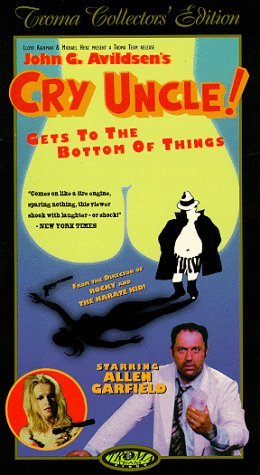 Troma Collectors' Edition
LLOYD KAUFMAN & MICHAEL HERZ PRESENT A TROMA TEAM RELEASE
JOHN G. AVILDSEN'S
CRY UNCLE!
GETS TO THE
BOTTOM OF THINGS
"Comes on like a fire engine,
sparing nothing, this viewer
shook with laughter - or shock!"
- NEW YORK TIMES
FROM THE DIRECTOR OF
ROCKY AND
THE KARATE KID!
STARRING
ALLEN
GARFIELD
TROMA